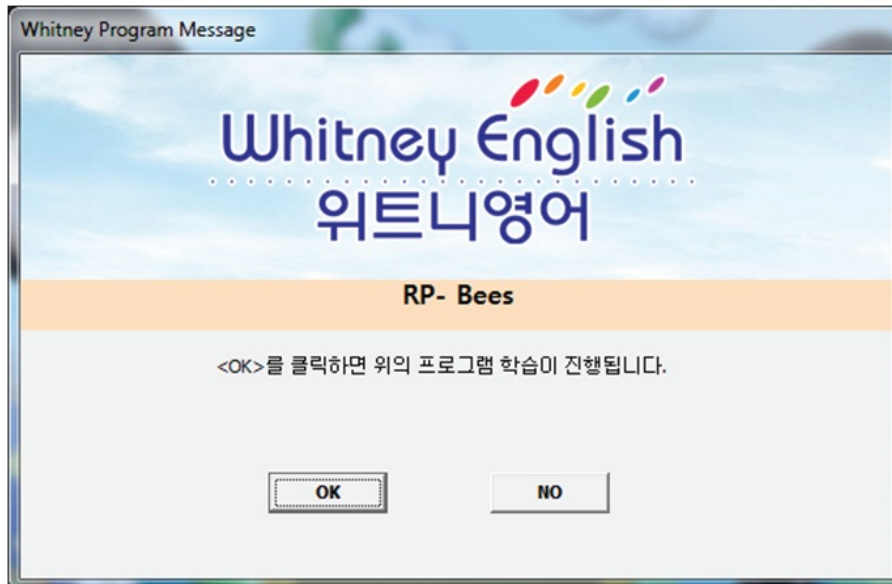 Whitney Program Message
Whitney English
위트니영어
RP- Bees
<OK>를 클릭하면 위의 프로그램 학습이 진행됩니다.
OK
NO